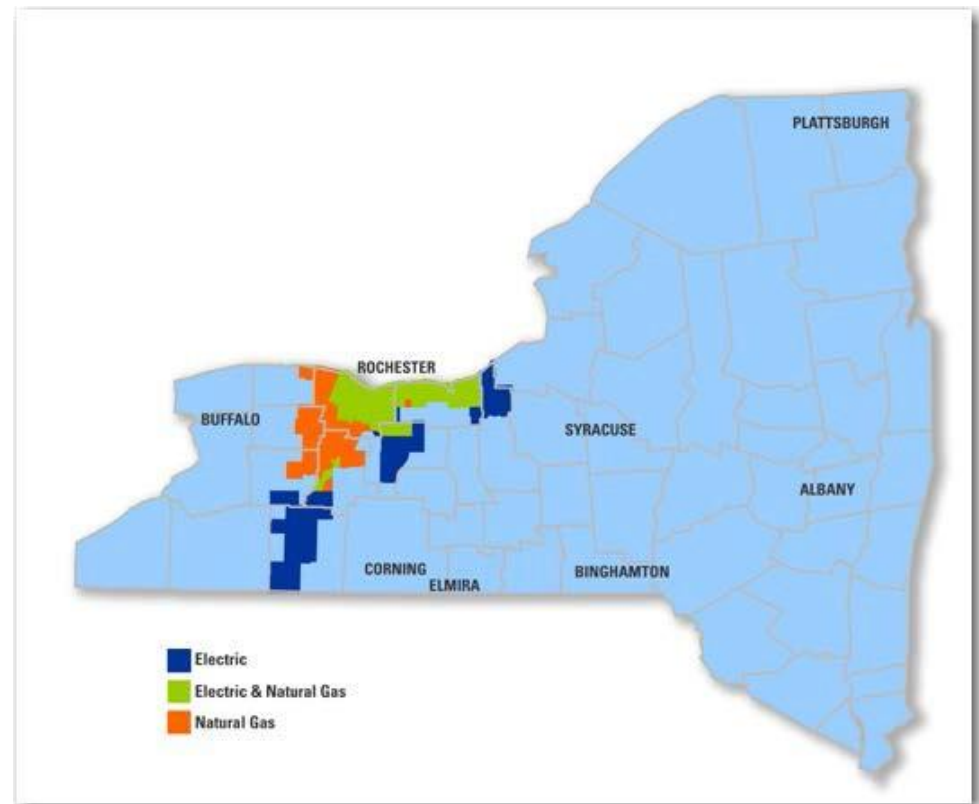 PLATTSBURGH
ROCHESTER
BUFFALO
SYRACUSE
ALBANY
CORNING
ELMIRA
BINGHAMTON
Electric
Electric & Natural Gas
Natural Gas